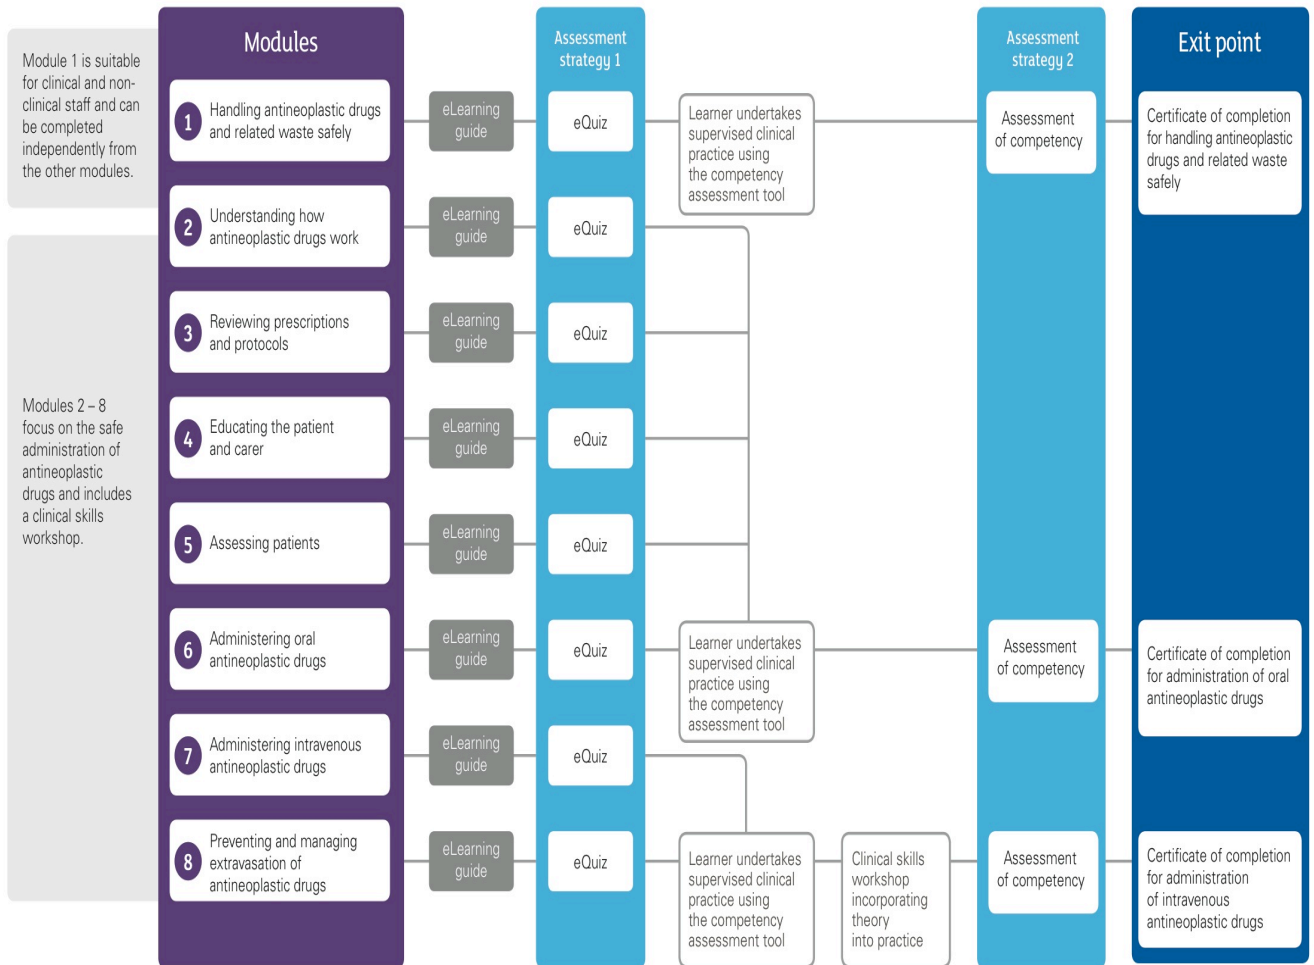 Module 1 is suitable
for clinical and non-
clinical staff and can
be completed
independently from
the other modules.
Modules 2 – 8
focus on the safe
administration of
antineoplastic
drugs and includes
a clinical skills
workshop.
Modules
Assessment
strategy 1
Assessment
strategy 2
Exit point
1
Handling antineoplastic drugs
and related waste safely
eLearning
guide
eQuiz
Learner undertakes
supervised clinical
practice using
the competency
assessment tool
Assessment
of competency
Certificate of completion
for handling antineoplastic
drugs and related waste
safely
2
Understanding how
antineoplastic drugs work
eLearning
guide
eQuiz
3
Reviewing prescriptions
and protocols
eLearning
guide
eQuiz
4
Educating the patient
and carer
eLearning
guide
eQuiz
5
Assessing patients
eLearning
guide
eQuiz
6
Administering oral
antineoplastic drugs
eLearning
guide
eQuiz
Learner undertakes
supervised clinical
practice using
the competency
assessment tool
Assessment
of competency
Certificate of completion
for administration of oral
antineoplastic drugs
7
Administering intravenous
antineoplastic drugs
eLearning
guide
eQuiz
8
Preventing and managing
extravasation of
antineoplastic drugs
eLearning
guide
eQuiz
Learner undertakes
supervised clinical
practice using
the competency
assessment tool
Clinical skills
workshop
incorporating
theory
into practice
Assessment
of competency
Certificate of completion
for administration
of intravenous
antineoplastic drugs